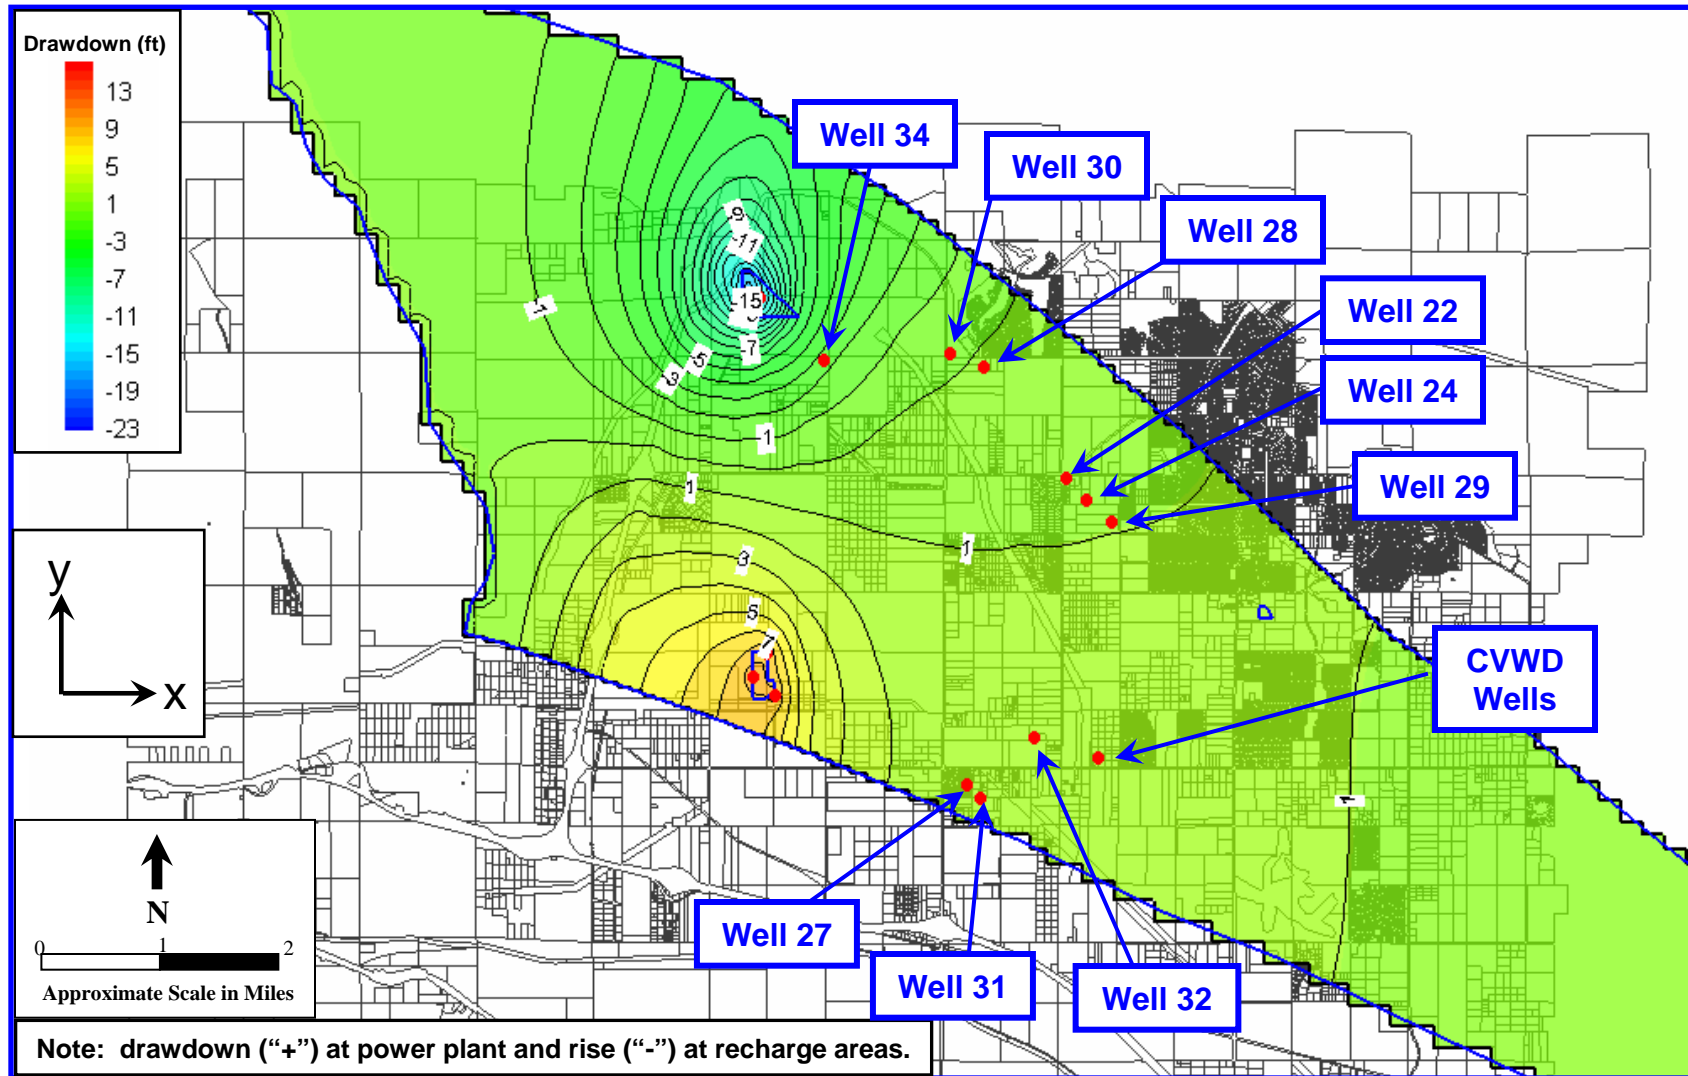 Drawdown (ft)
13
9
5
1
-3
-7
-11
-15
-19
-23
Well 34
Well 30
Well 28
Well 22
Well 24
Well 29
CVWD
Wells
Well 27
Well 31
Well 32
9
-11
-15
-7
-5
-3
-1
1
1
1
3
5
7
1
y
x
N
0 1 2
Approximate Scale in Miles
Note: drawdown (“+”) at power plant and rise (“-”) at recharge areas.